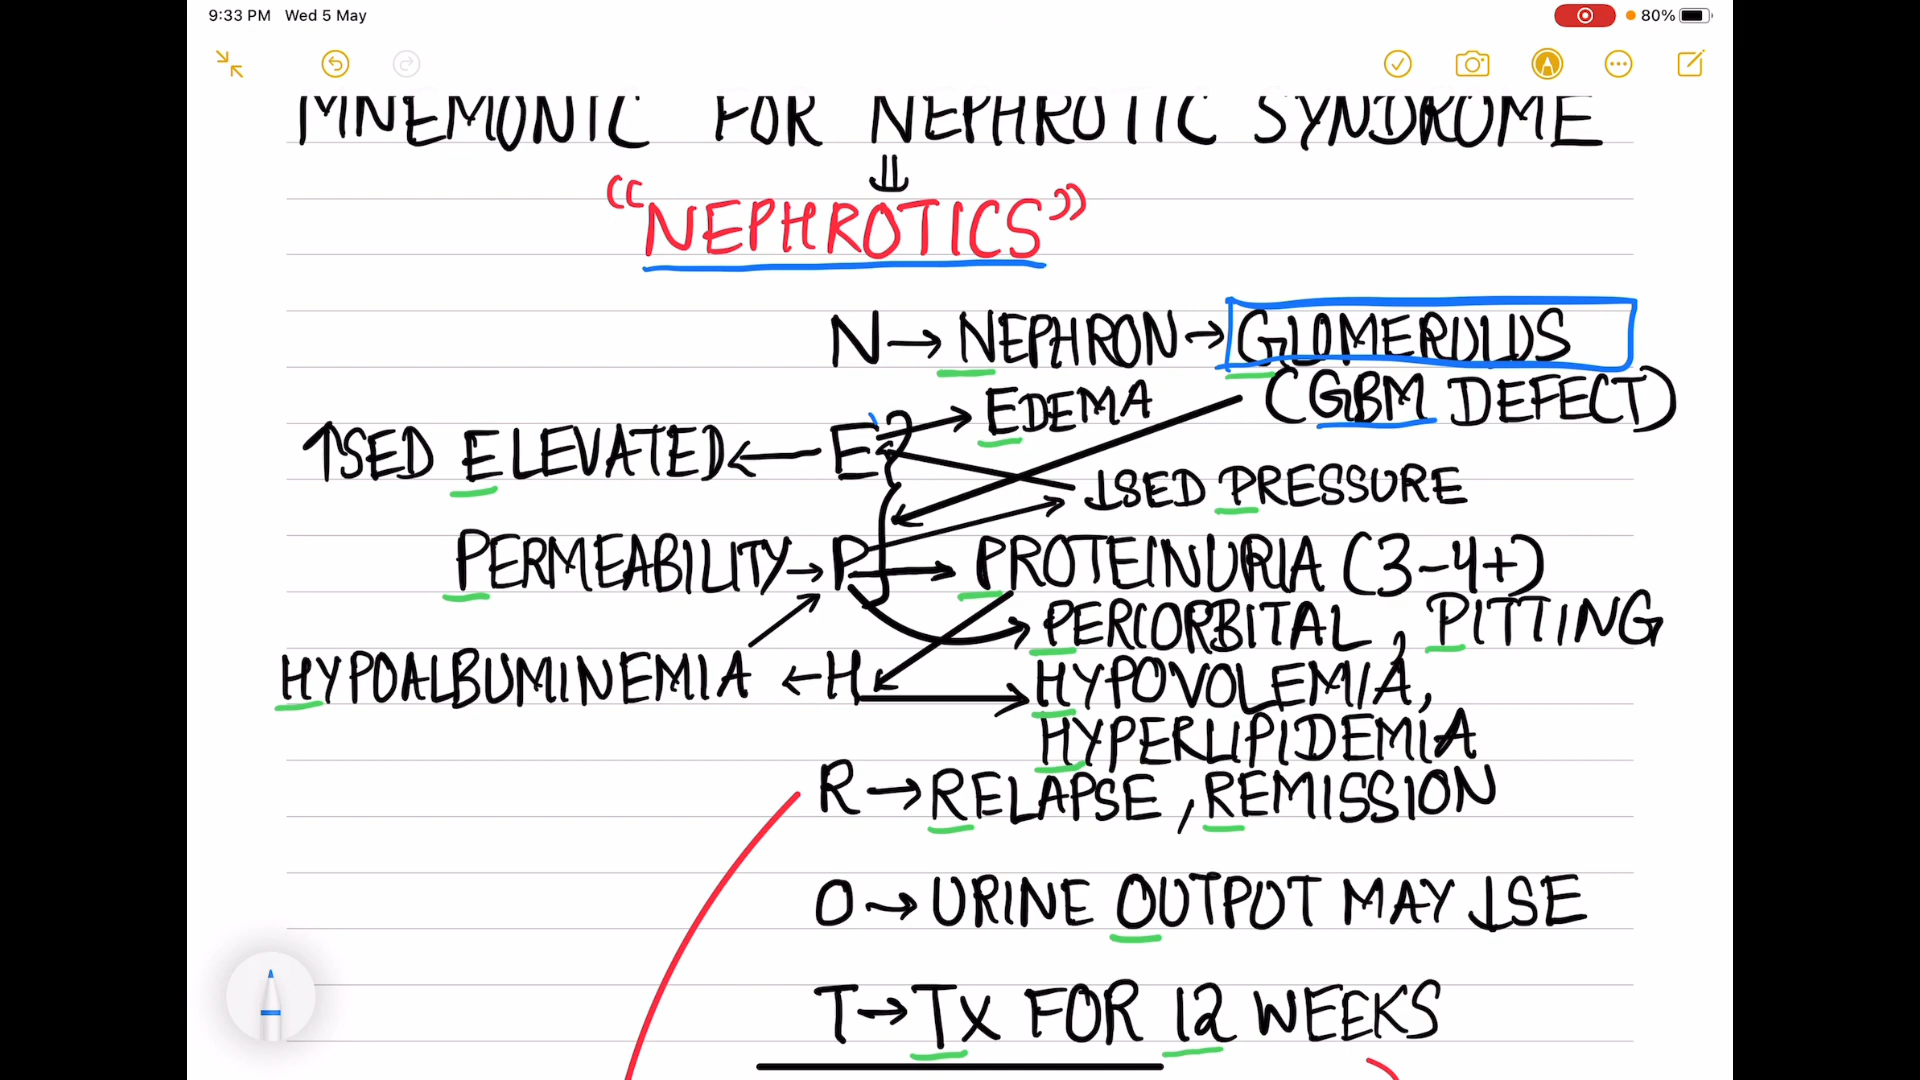 9:33 PM Wed 5 May
80%
MNEMONIC FOR NEPHROTIC SYNDROME
⇓
“NEPHROTICS”
N → NEPHRON → GLOMERULUS
(GBM DEFECT)
EDEMA
↑SED ELEVATED ← E
↓SED PRESSURE
PERMEABILITY → P → PROTEINURIA (3-4+)
PERIORBITAL, PITTING
HYPOALBUMINEMIA ← H → HYPOVOLEMIA,
HYPERLIPIDEMIA
R → RELAPSE, REMISSION
O → URINE OUTPUT MAY ↓SE
T → Tx FOR 12 WEEKS